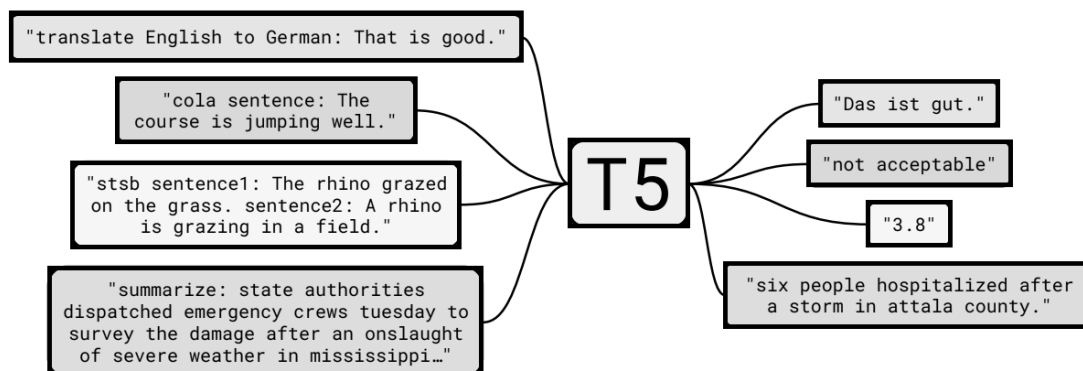 "translate English to German: That is good."
"cola sentence: The
course is jumping well."
"stsb sentence1: The rhino grazed
on the grass. sentence2: A rhino
is grazing in a field."
"summarize: state authorities
dispatched emergency crews tuesday to
survey the damage after an onslaught
of severe weather in mississippi…"
T5
"Das ist gut."
"not acceptable"
"3.8"
"six people hospitalized after
a storm in attala county."